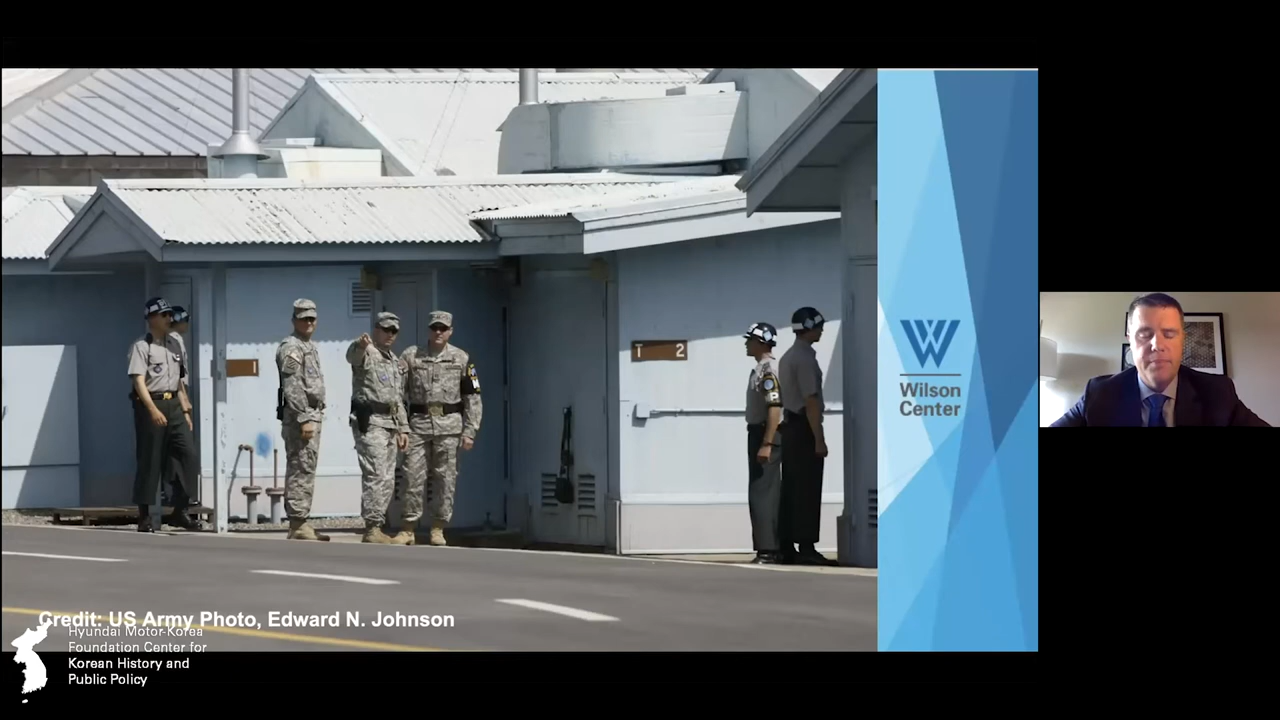 1
T 2
Wilson
Center
Credit: US Army Photo, Edward N. Johnson
Hyundai Motor-Korea
Foundation Center for
Korean History and
Public Policy